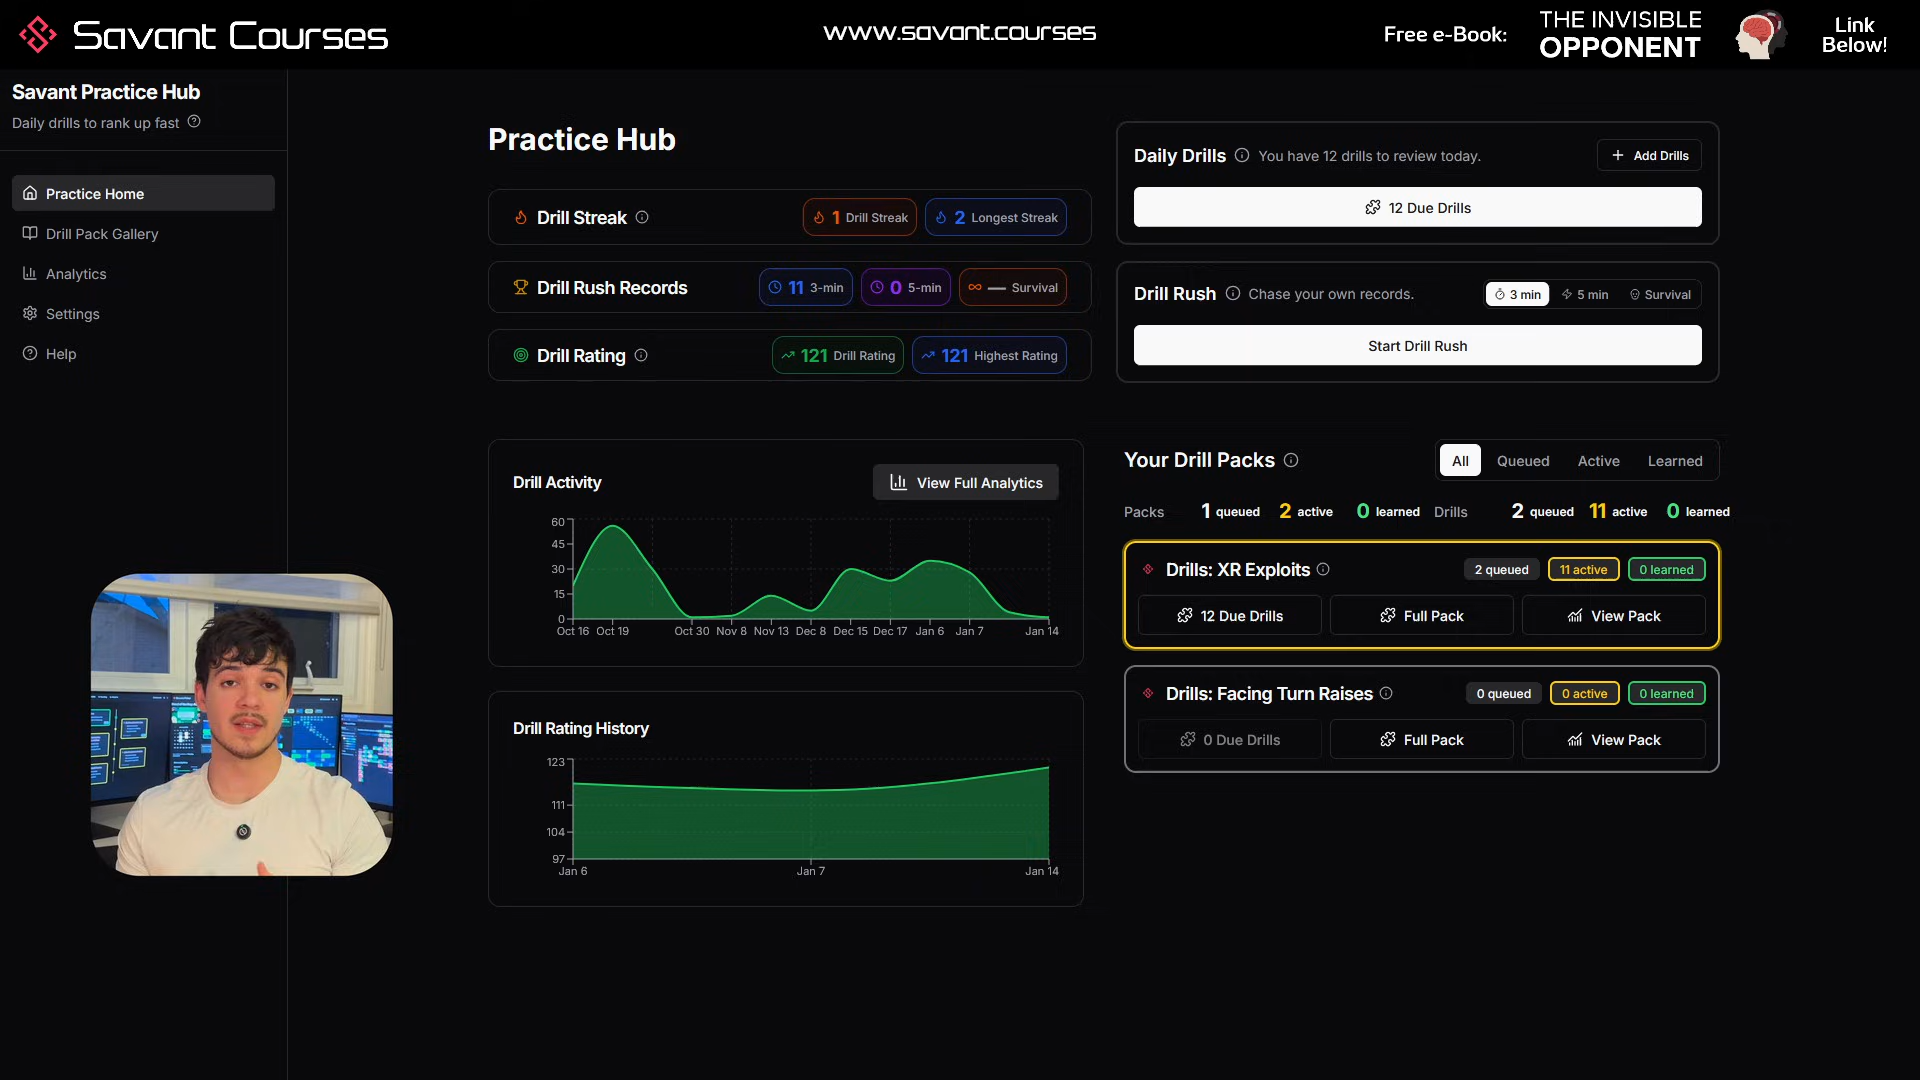 Savant Courses
www.savant.courses
Free e-Book:
THE INVISIBLE
OPPONENT
Link
Below!
Savant Practice Hub
Daily drills to rank up fast
Practice Home
Drill Pack Gallery
Analytics
Settings
Help
Practice Hub
Drill Streak
1 Drill Streak
2 Longest Streak
Drill Rush Records
11 3-min
0 5-min
— Survival
Drill Rating
121 Drill Rating
121 Highest Rating
Daily Drills
You have 12 drills to review today.
+ Add Drills
12 Due Drills
Drill Rush
Chase your own records.
3 min
5 min
Survival
Start Drill Rush
Drill Activity
View Full Analytics
60
45
30
15
0
Oct 16 Oct 19 Oct 30 Nov 8 Nov 13 Dec 8 Dec 15 Dec 17 Jan 6 Jan 7 Jan 14
Drill Rating History
123
111
104
97
Jan 6 Jan 7 Jan 14
Your Drill Packs
All Queued Active Learned
Packs 1 queued 2 active 0 learned Drills 2 queued 11 active 0 learned
Drills: XR Exploits
2 queued 11 active 0 learned
12 Due Drills Full Pack View Pack
Drills: Facing Turn Raises
0 queued 0 active 0 learned
0 Due Drills Full Pack View Pack